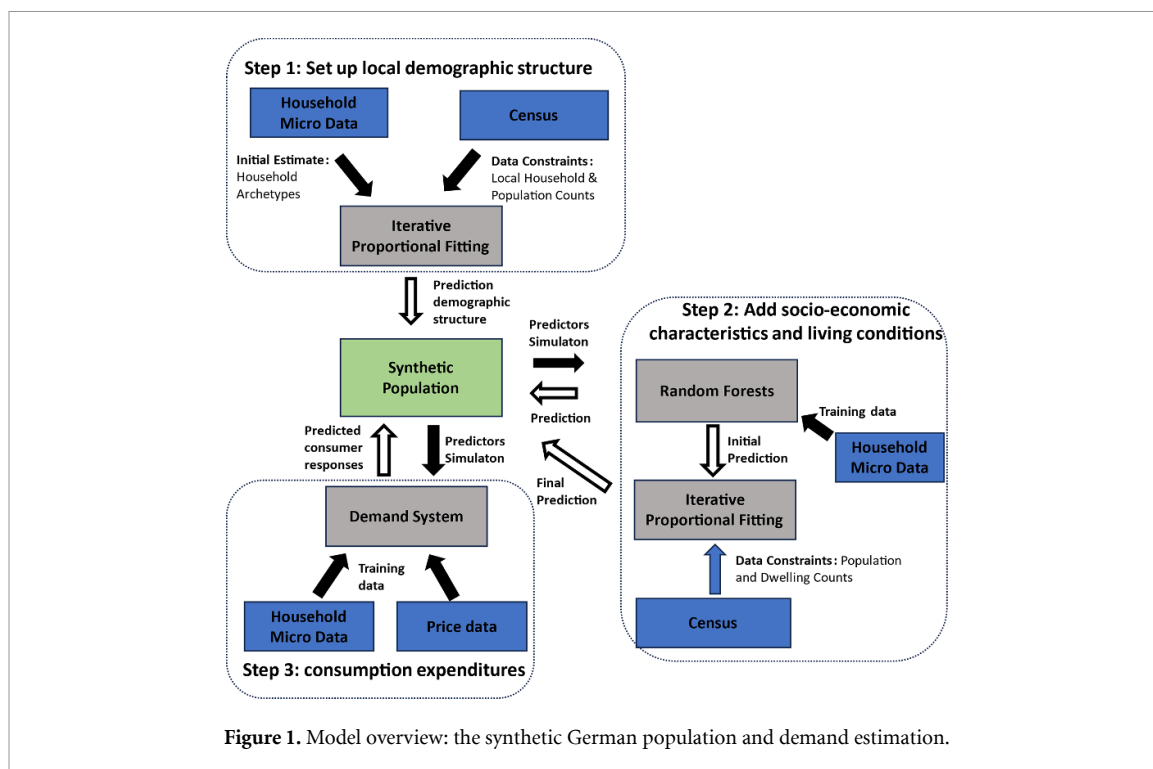 Step 1: Set up local demographic structure
Household
Micro Data
Census
Initial Estimate:
Household
Archetypes
Data Constraints:
Local Household &
Population Counts
Iterative
Proportional Fitting
Prediction
demographic
structure
Synthetic
Population
Predictors
Simulaton
Prediction
Final
Prediction
Predicted
consumer
responses
Predictors
Simulaton
Step 2: Add socio-economic
characteristics and living conditions
Random Forests
Training data
Household
Micro Data
Initial
Prediction
Iterative
Proportional Fitting
Data Constraints: Population
and Dwelling Counts
Census
Demand System
Training
data
Household
Micro Data
Price data
Step 3: consumption expenditures
Figure 1. Model overview: the synthetic German population and demand estimation.